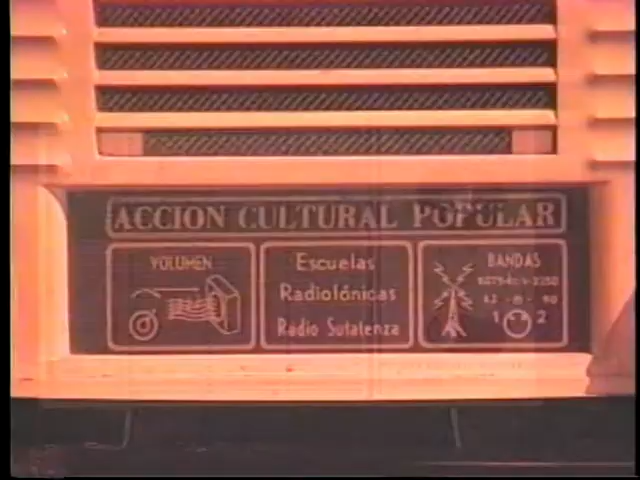 ACCION CULTURAL POPULAR
VOLUMEN
Escuelas
Radiofónicas
Radio Sutatenza
BANDAS
1 2